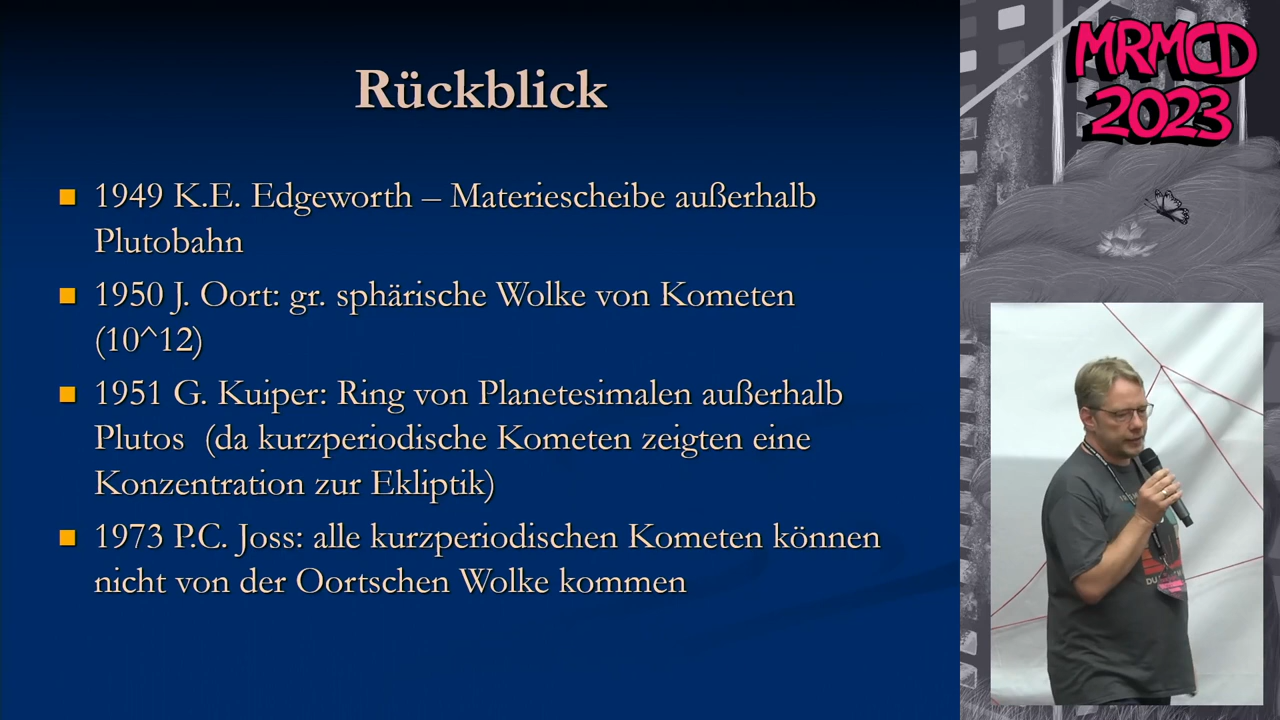 Rückblick
1949 K.E. Edgeworth – Materiescheibe außerhalb
Plutobahn
1950 J. Oort: gr. sphärische Wolke von Kometen
(10^12)
1951 G. Kuiper: Ring von Planetesimalen außerhalb
Plutos (da kurzperiodische Kometen zeigten eine
Konzentration zur Ekliptik)
1973 P.C. Joss: alle kurzperiodischen Kometen können
nicht von der Oortschen Wolke kommen
MRMCD
2023